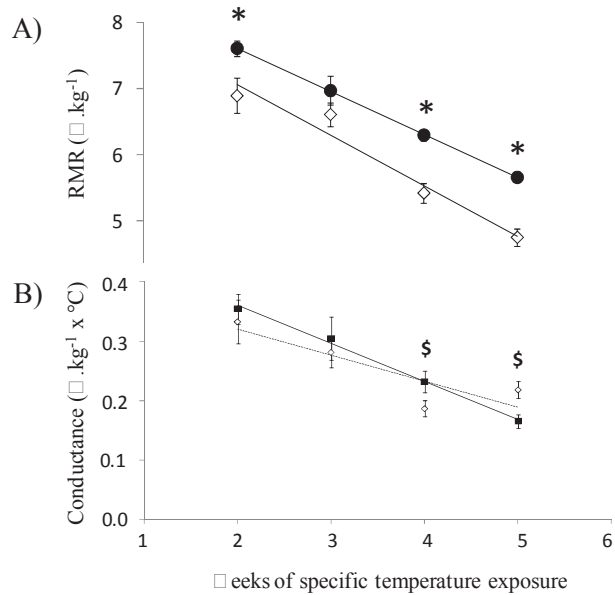 A)
8
7
6
5
RMR (□ .kg⁻¹)
*
*
*
B)
0.4
0.3
0.2
0.1
0.0
Conductance (□ .kg⁻¹ x °C)
$
$
1 2 3 4 5 6
□eeks of specific temperature exposure